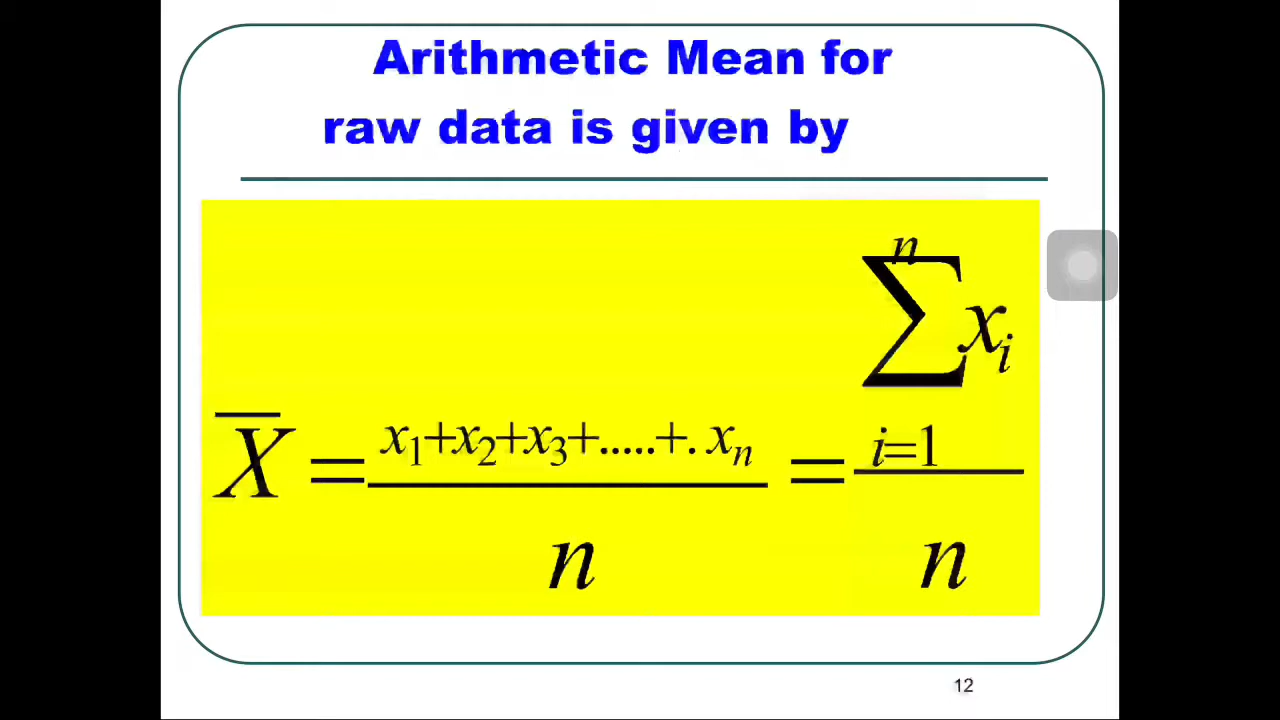 Arithmetic Mean for
raw data is given by
X̅ = x₁+x₂+x₃+.....+. xₙ / n = n ∑ xᵢ i=1 / n
12